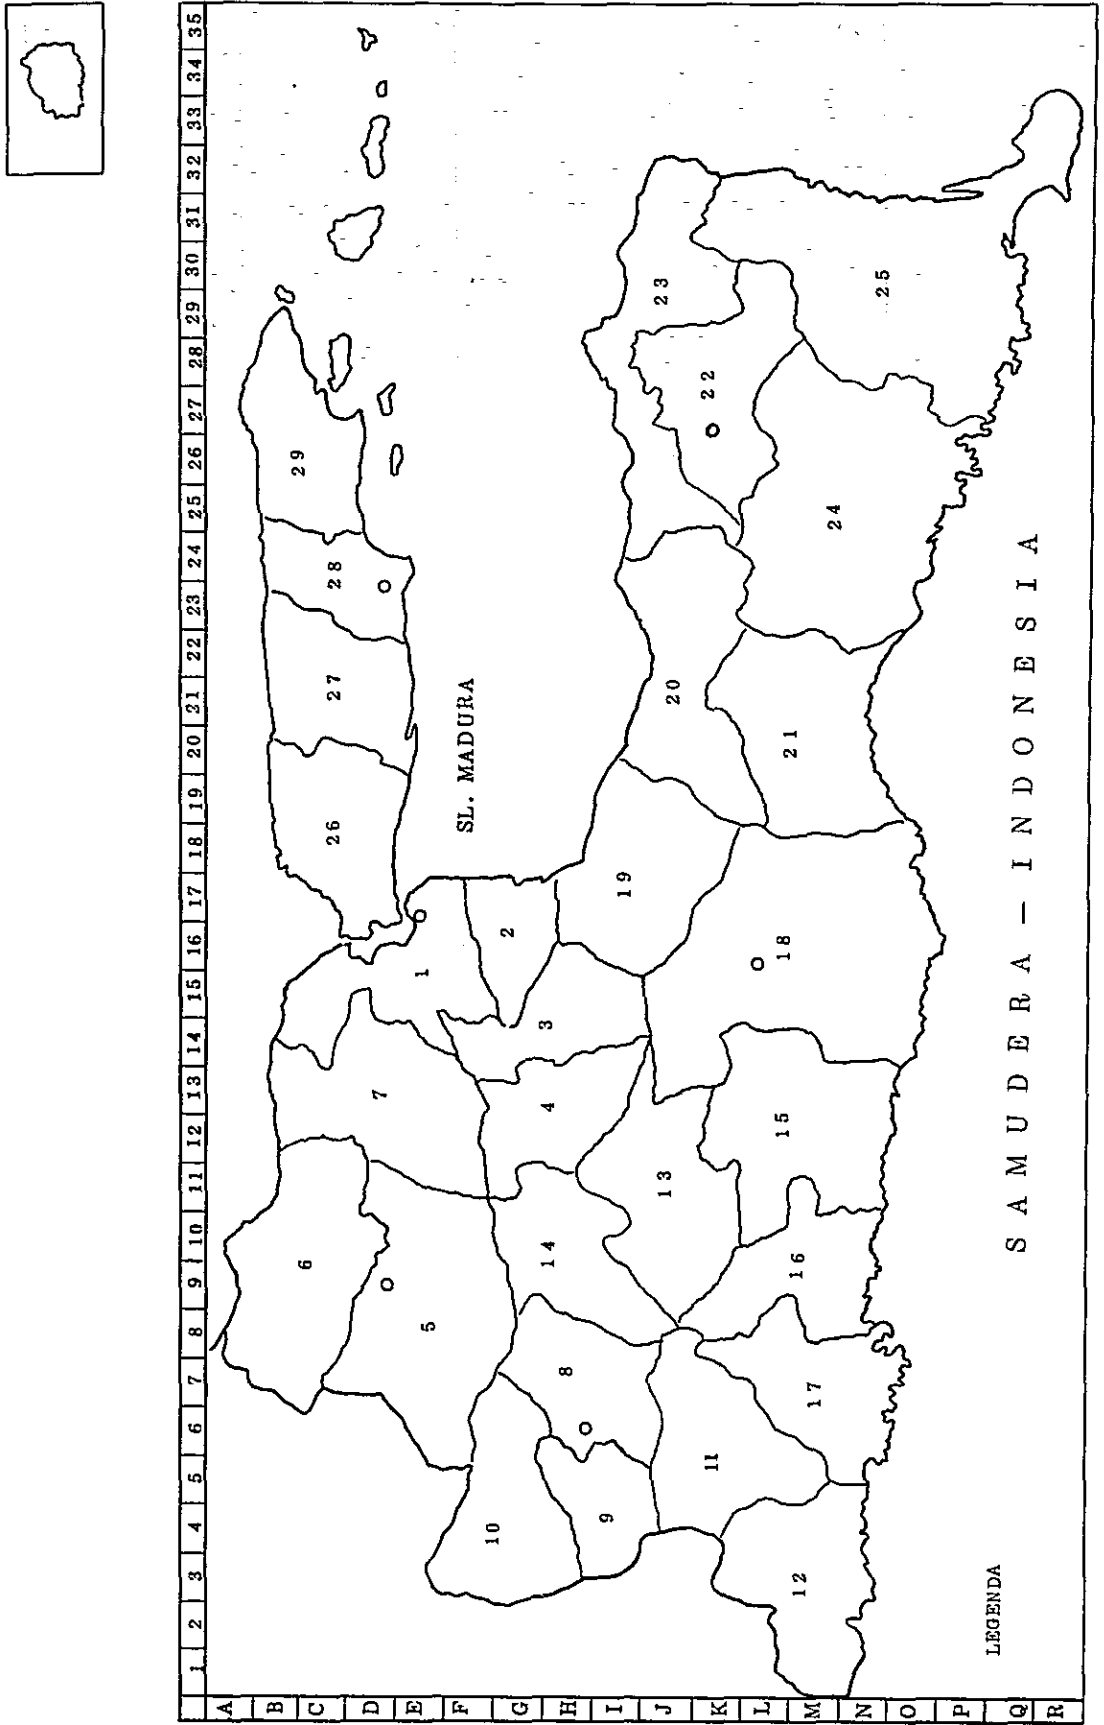 1 2 3 4 5 6 7 8 9 10 11 12 13 14 15 16 17 18 19 20 21 22 23 24 25 26 27 28 29 30 31 32 33 34 35
A
B
C
D
E
F
G
H
I
J
K
L
M
N
O
P
Q
R
6
7
26
27
28
29
5
1
SL. MADURA
10
14
4
3
2
8
9
13
19
20
23
11
22
16
15
18
21
12
17
24
25
SAMUDERA – INDONESIA
LEGENDA